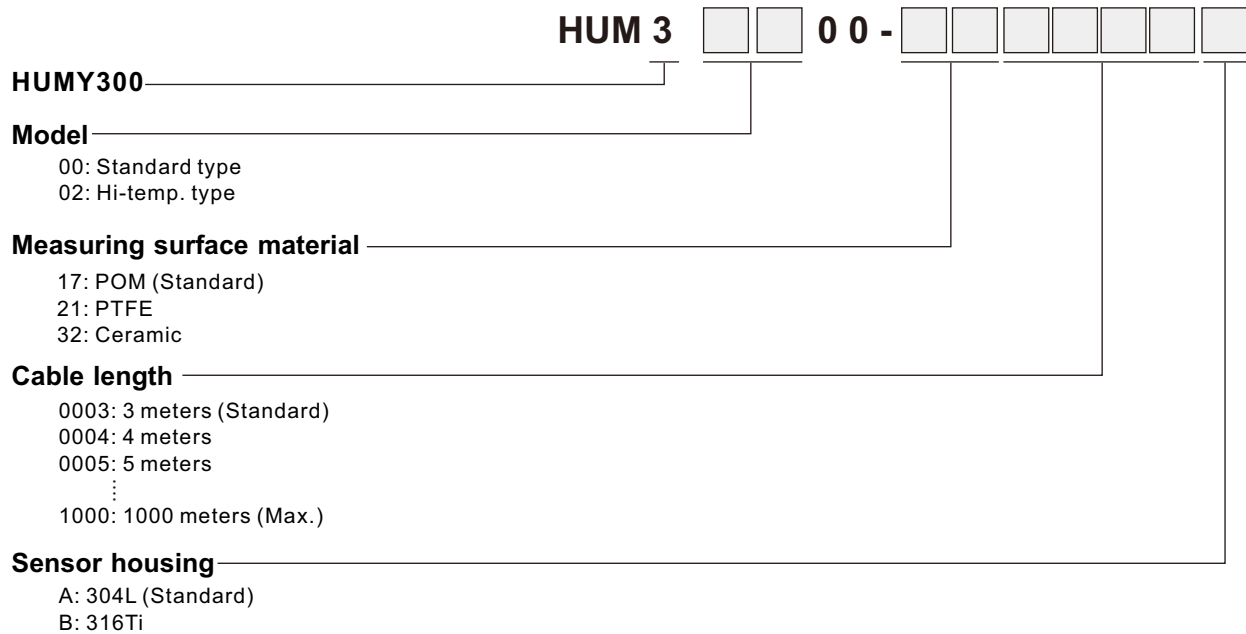 HUM 3 00-
HUMY300
Model
00: Standard type
02: Hi-temp. type
Measuring surface material
17: POM (Standard)
21: PTFE
32: Ceramic
Cable length
0003: 3 meters (Standard)
0004: 4 meters
0005: 5 meters
1000: 1000 meters (Max.)
Sensor housing
A: 304L (Standard)
B: 316Ti